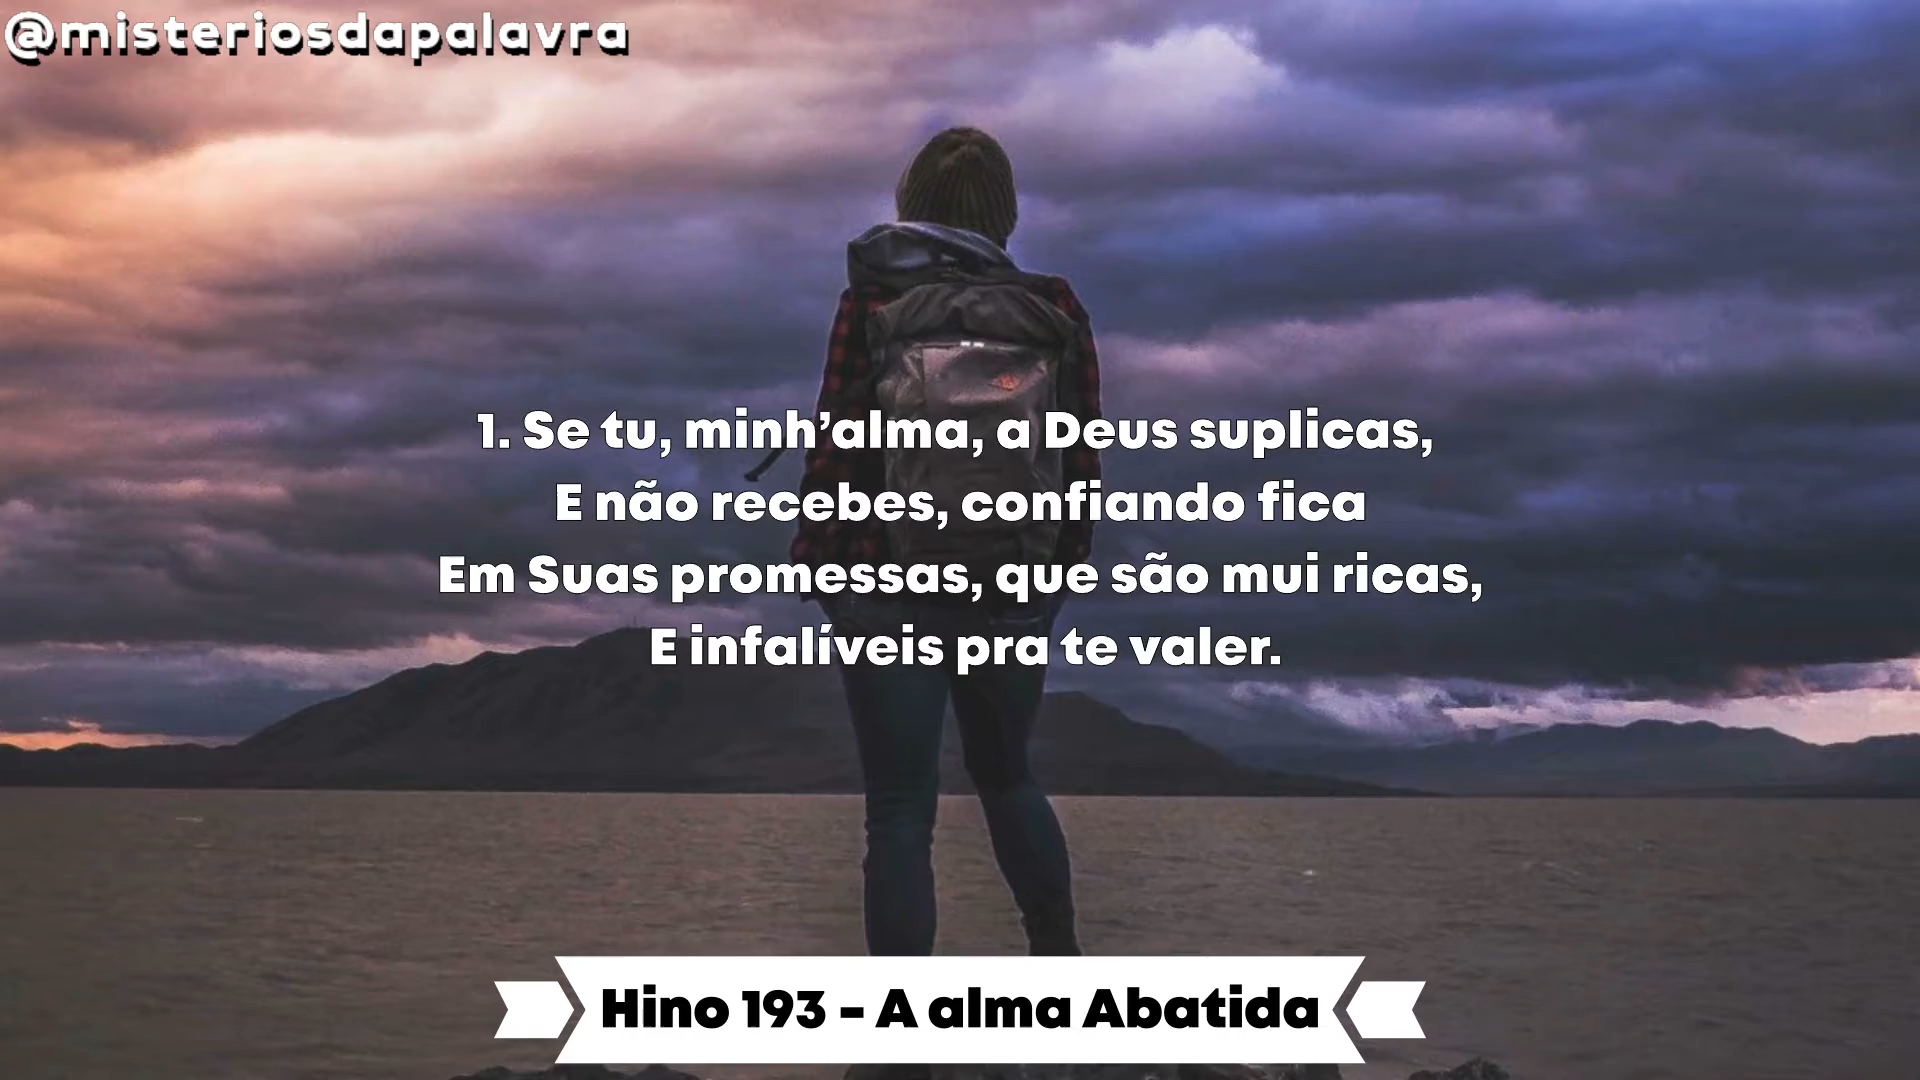 @misteriosdapalavra
1. Se tu, minh’alma, a Deus suplicas,
E não recebes, confiando fica
Em Suas promessas, que são mui ricas,
E infalíveis pra te valer.
Hino 193 - A alma Abatida